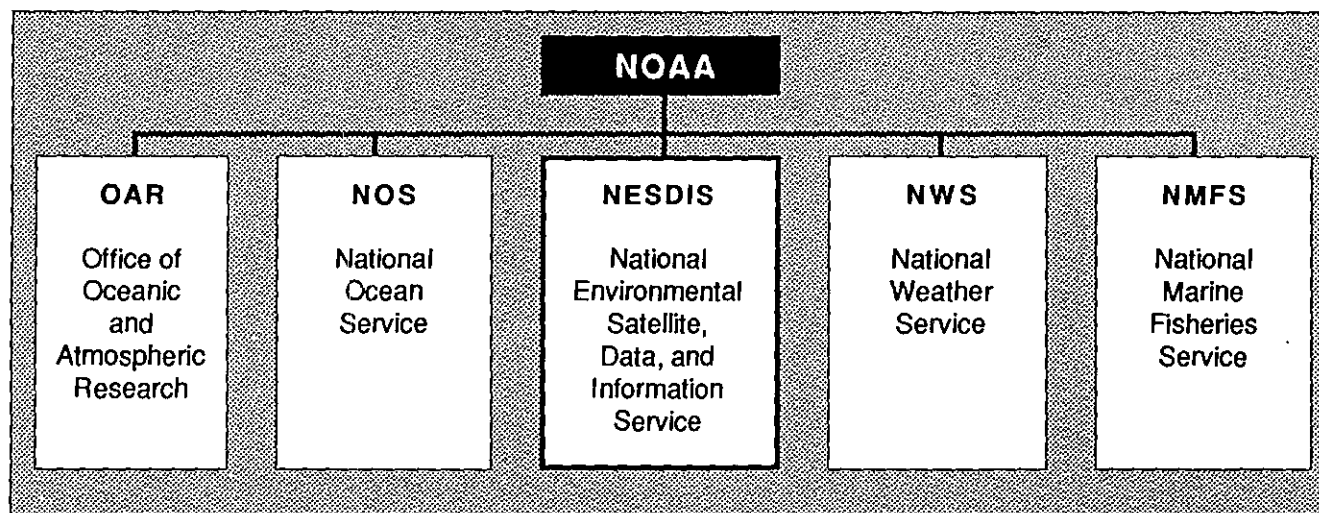 NOAA
OAR
Office of
Oceanic
and
Atmospheric
Research
NOS
National
Ocean
Service
NESDIS
National
Environmental
Satellite,
Data, and
Information
Service
NWS
National
Weather
Service
NMFS
National
Marine
Fisheries
Service